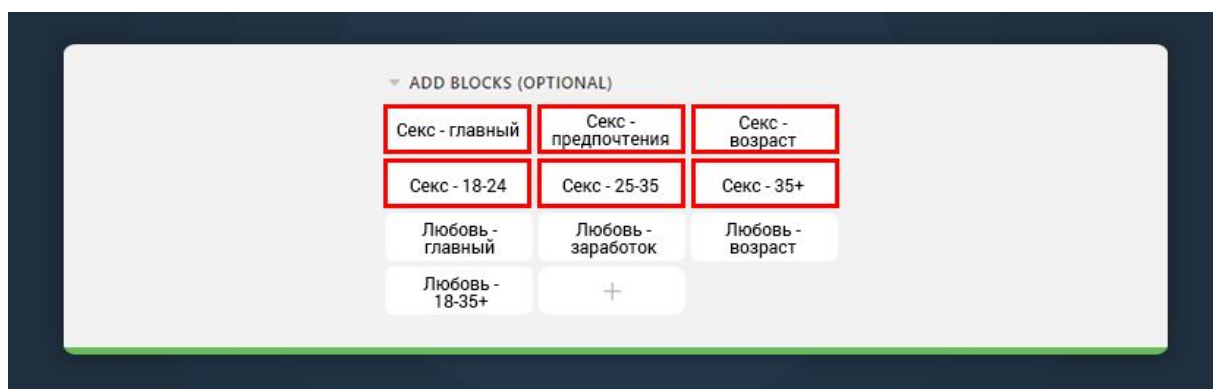 ADD BLOCKS (OPTIONAL)
Секс - главный
Секс -
предпочтения
Секс -
возраст
Секс - 18-24
Секс - 25-35
Секс - 35+
Любовь -
главный
Любовь -
заработок
Любовь -
возраст
Любовь -
18-35+
+